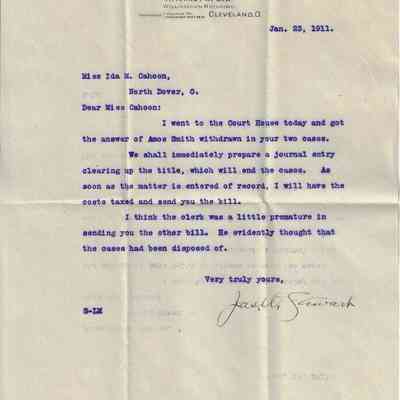 WILLIAMSON BUILDING,
CLEVELAND, O.
Jan. 23, 1911.
Miss Ida M. Cahoon,
North Dover, O.
Dear Miss Cahoon:
I went to the Court House today and got
the answer of Amos Smith withdrawn in your two cases.
We shall immediately prepare a journal entry
clearing up the title, which will end the cases. As
soon as the matter is entered of record, I will have the
costs taxed and send you the bill.
I think the clerk was a little premature in
sending you the other bill. He evidently thought that
the cases had been disposed of.
Very truly yours,
Stewart
S-LM